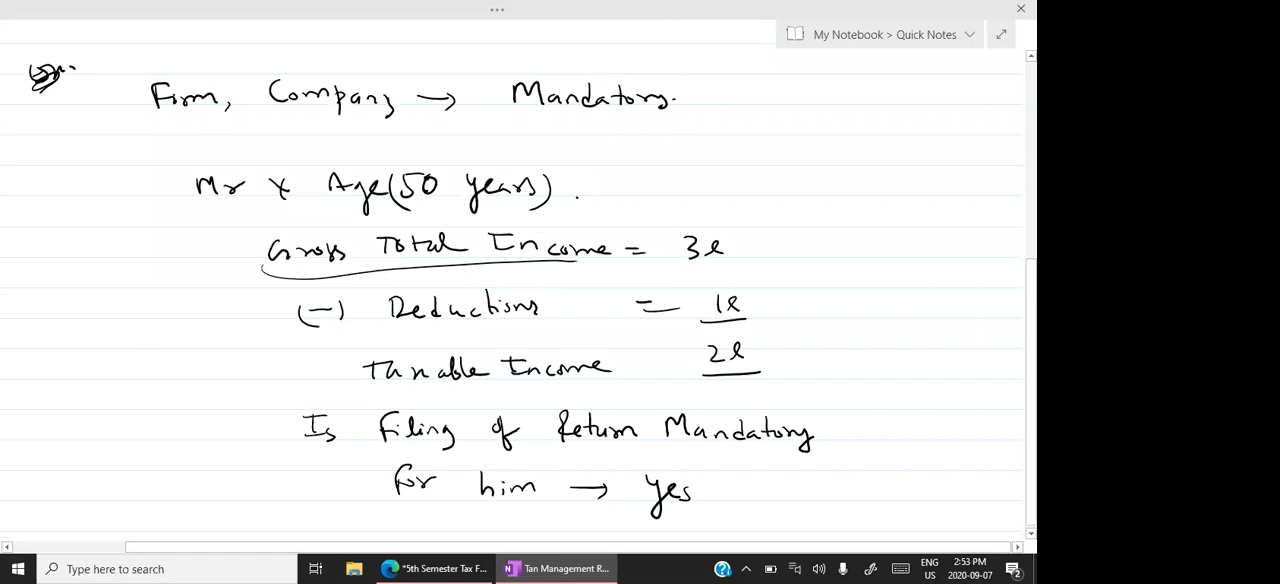 My Notebook > Quick Notes
Firm, Company → Mandatory.
Mr X Age (50 years).
Gross Total Income = 3l
(-) Deductions = 1l
Taxable Income 2l
Is Filing of Return Mandatory
for him → yes
Type here to search
*5th Semester Tax F...
Tan Management R...
ENG
US
2:53 PM
2020-09-07
2